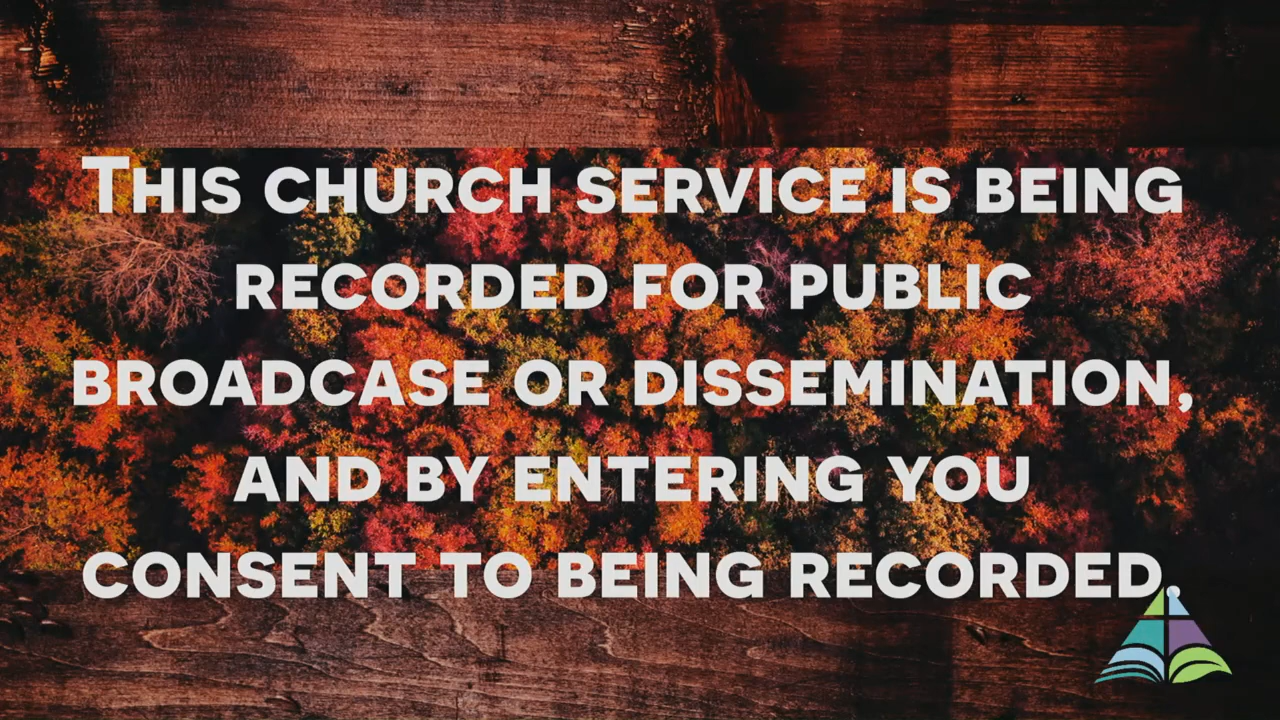 This church service is being
recorded for public
broadcase or dissemination,
and by entering you
consent to being recorded.